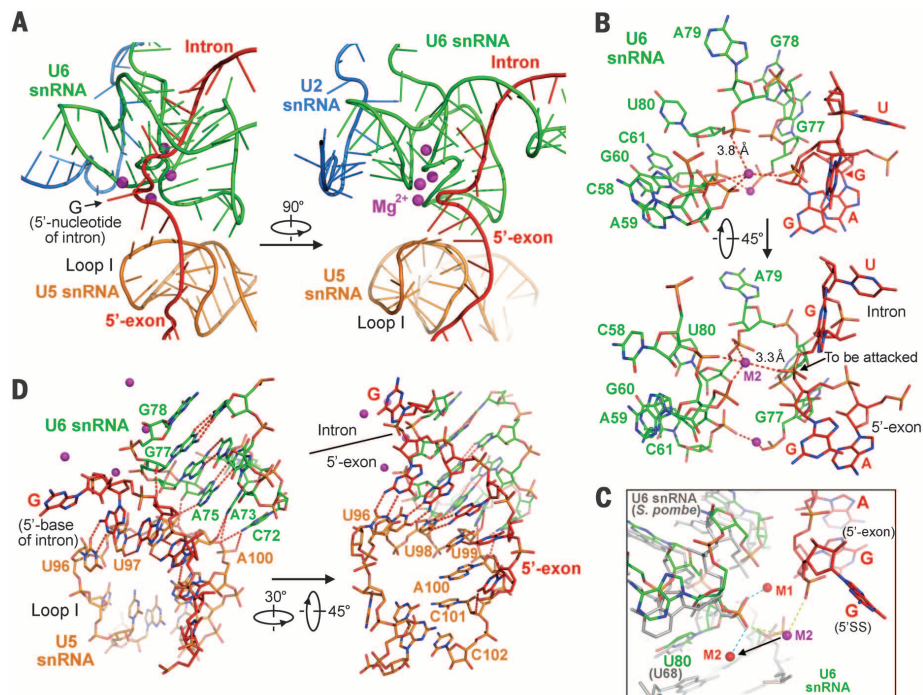 A
U6
snRNA
Intron
U6 snRNA
Intron
U2
snRNA
G
(5'-nucleotide
of intron)
90°
Mg2+
Loop I
U5 snRNA
5'-exon
5'-exon
U5
snRNA
Loop I
B
U6
snRNA
A79
G78
U80
U
C61
G77
3.8 Å
G60
G
C58
A59
G
A
45°
A79
U
G
Intron
C58
U80
3.3Å
To be attacked
M2
G60
A59
G77
5'-exon
C61
G
A
C
U6 snRNA
(S. pombe)
A
(5'-exon)
G
M1
G
(5'SS)
M2
U80
(U68)
M2
U6
snRNA
D
G78
U6 snRNA
G77
G
(5'-base
of intron)
A75
A73
C72
U96
U97
A100
Loop I
U5
snRNA
30°
45°
G
Intron
5'-exon
U96
U98
U99
5'-exon
A100
C101
C102